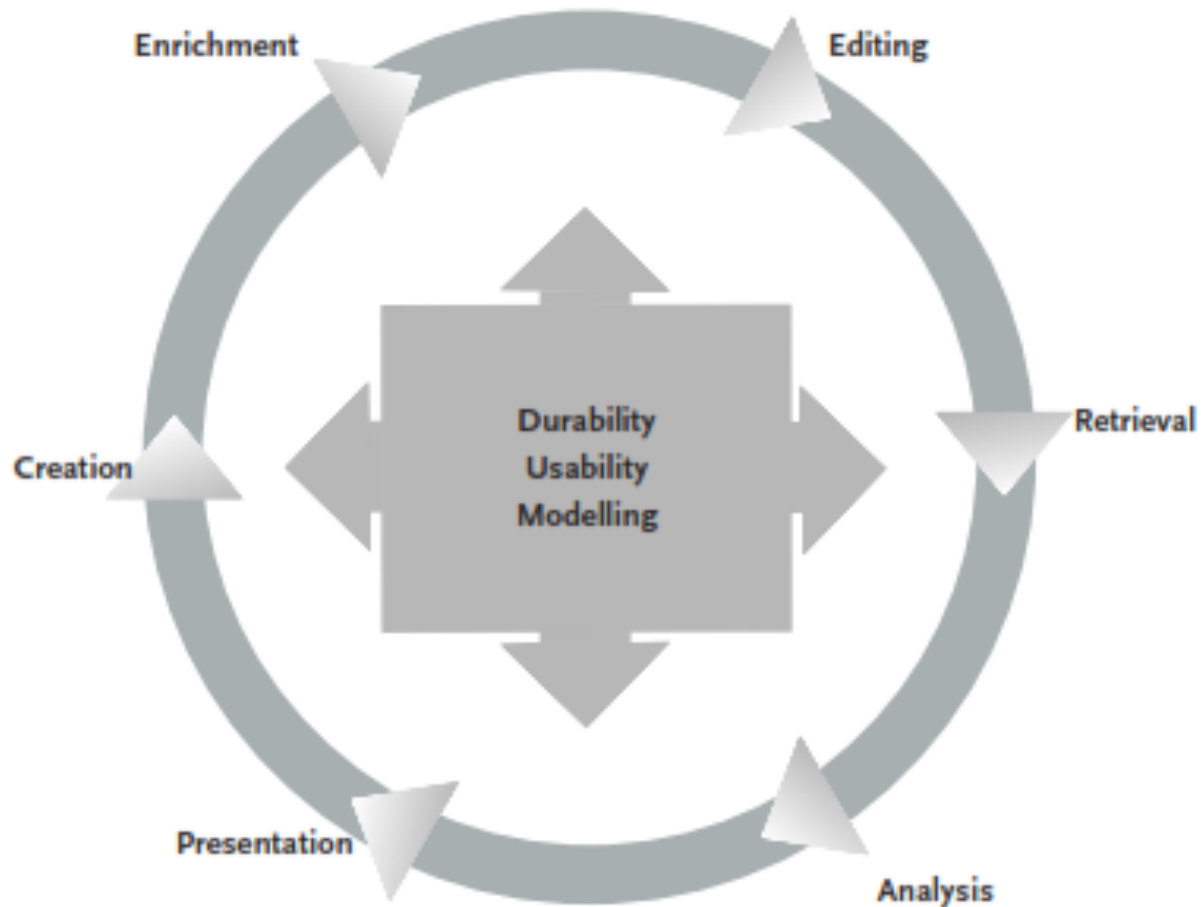 Enrichment
Editing
Durability
Usability
Modelling
Retrieval
Creation
Presentation
Analysis